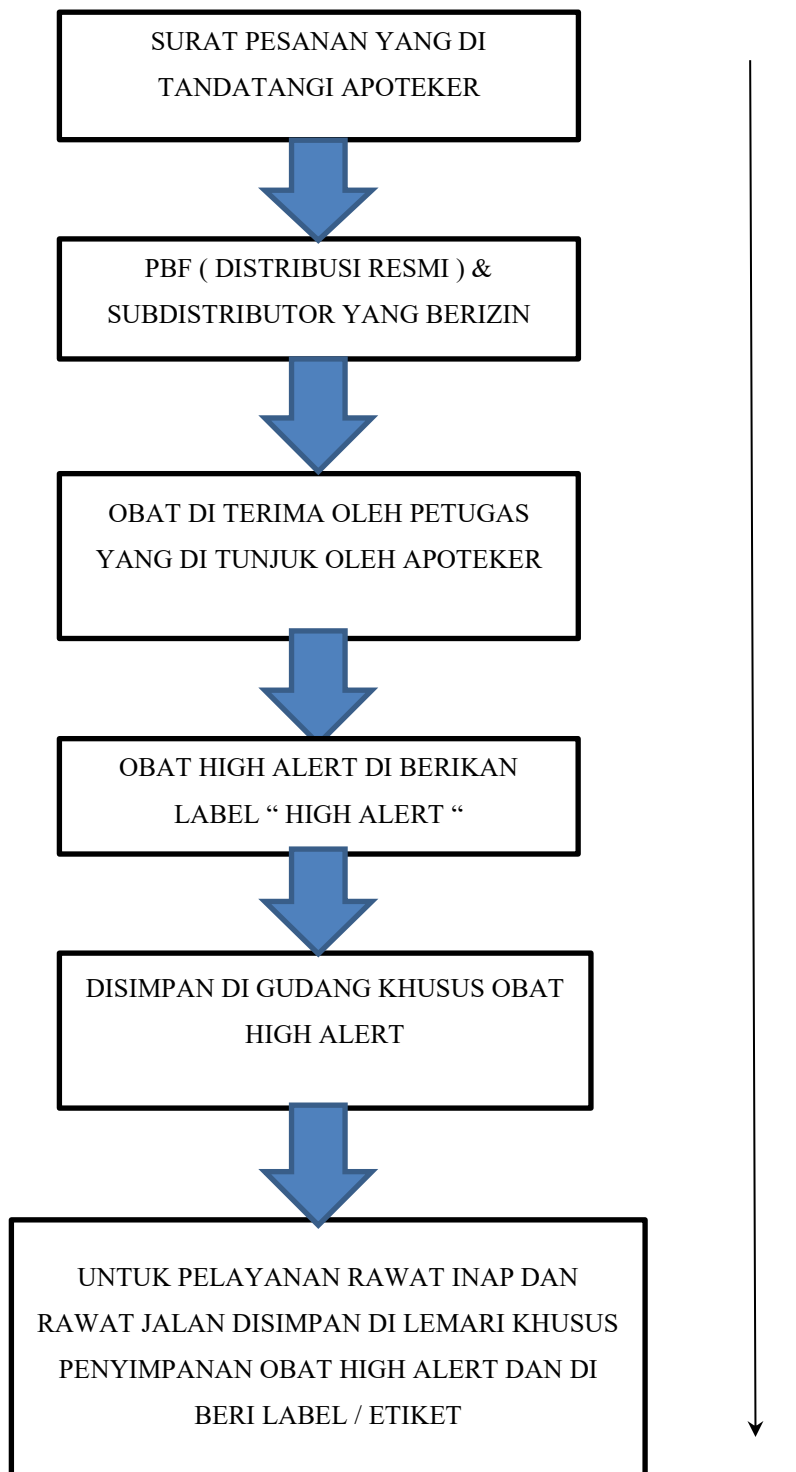 SURAT PESANAN YANG DI
TANDATANGI APOTEKER
PBF ( DISTRIBUSI RESMI ) &
SUBDISTRIBUTOR YANG BERIZIN
OBAT DI TERIMA OLEH PETUGAS
YANG DI TUNJUK OLEH APOTEKER
OBAT HIGH ALERT DI BERIKAN
LABEL “ HIGH ALERT “
DISIMPAN DI GUDANG KHUSUS OBAT
HIGH ALERT
UNTUK PELAYANAN RAWAT INAP DAN
RAWAT JALAN DISIMPAN DI LEMARI KHUSUS
PENYIMPANAN OBAT HIGH ALERT DAN DI
BERI LABEL / ETIKET